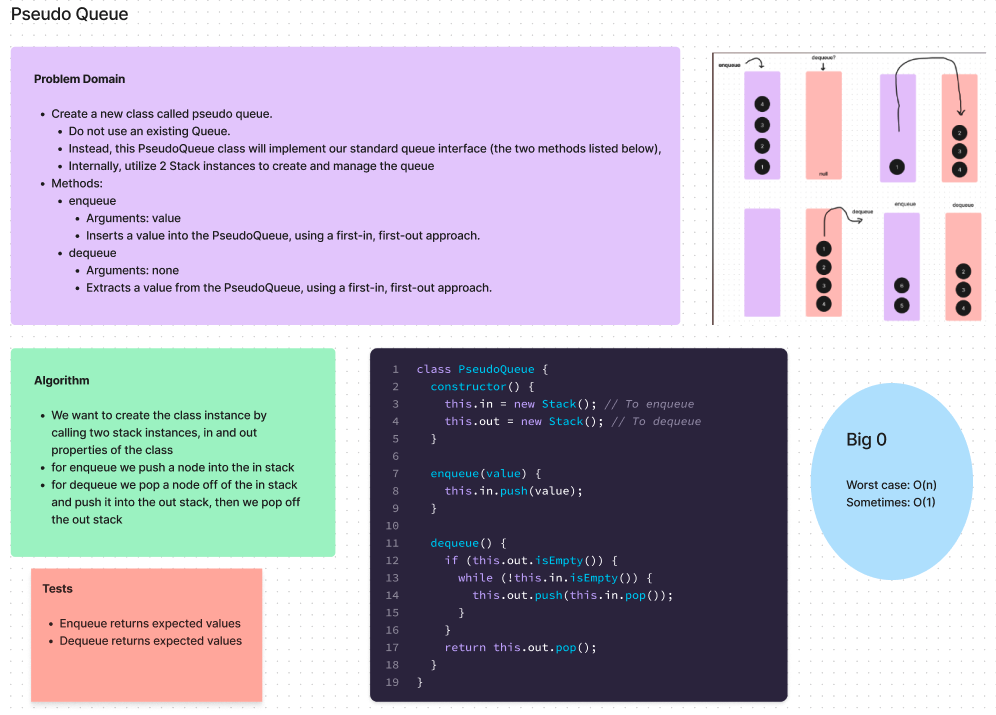 Pseudo Queue
Problem Domain
• Create a new class called pseudo queue.
• Do not use an existing Queue.
• Instead, this PseudoQueue class will implement our standard queue interface (the two methods listed below),
• Internally, utilize 2 Stack instances to create and manage the queue
• Methods:
• enqueue
• Arguments: value
• Inserts a value into the PseudoQueue, using a first-in, first-out approach.
• dequeue
• Arguments: none
• Extracts a value from the PseudoQueue, using a first-in, first-out approach.
enqueue
dequeue?
4
3
2
1
null
1
2
3
4
dequeue
1
2
3
4
enqueue
dequeue
6
5
2
3
4
Algorithm
• We want to create the class instance by
calling two stack instances, in and out
properties of the class
• for enqueue we push a node into the in stack
• for dequeue we pop a node off of the in stack
and push it into the out stack, then we pop off
the out stack
Tests
• Enqueue returns expected values
• Dequeue returns expected values
1 class PseudoQueue {
2   constructor() {
3     this.in = new Stack(); // To enqueue
4     this.out = new Stack(); // To dequeue
5   }
6
7   enqueue(value) {
8     this.in.push(value);
9   }
10
11   dequeue() {
12     if (this.out.isEmpty()) {
13       while (!this.in.isEmpty()) {
14         this.out.push(this.in.pop());
15       }
16     }
17     return this.out.pop();
18   }
19 }
Big 0
Worst case: O(n)
Sometimes: O(1)